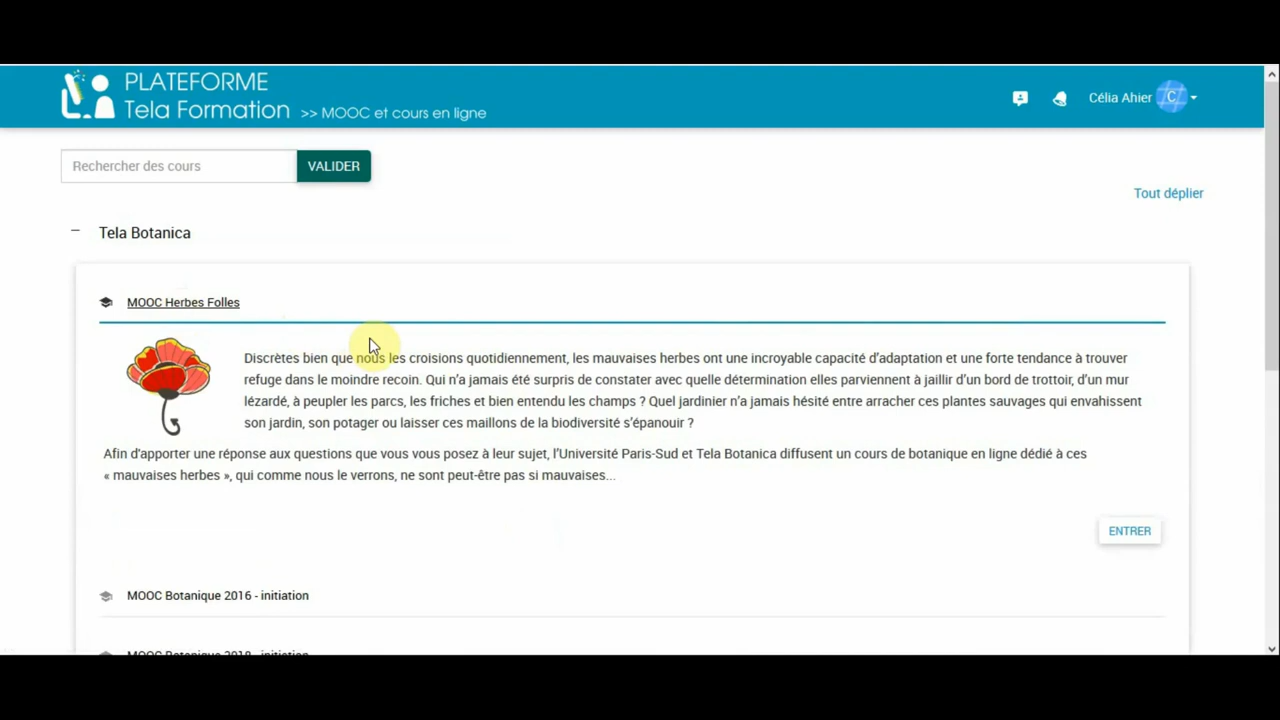 PLATEFORME
Tela Formation >> MOOC et cours en ligne
Célia Ahier C
Rechercher des cours VALIDER
Tout déplier
Tela Botanica
MOOC Herbes Folles
Discrètes bien que nous les croisions quotidiennement, les mauvaises herbes ont une incroyable capacité d'adaptation et une forte tendance à trouver
refuge dans le moindre recoin. Qui n'a jamais été surpris de constater avec quelle détermination elles parviennent à jaillir d'un bord de trottoir, d'un mur
lézardé, à peupler les parcs, les friches et bien entendu les champs ? Quel jardinier n'a jamais hésité entre arracher ces plantes sauvages qui envahissent
son jardin, son potager ou laisser ces maillons de la biodiversité s'épanouir ?
Afin d'apporter une réponse aux questions que vous vous posez à leur sujet, l'Université Paris-Sud et Tela Botanica diffusent un cours de botanique en ligne dédié à ces
« mauvaises herbes », qui comme nous le verrons, ne sont peut-être pas si mauvaises...
ENTRER
MOOC Botanique 2016 - initiation
MOOC Botanique 2018 - initiation